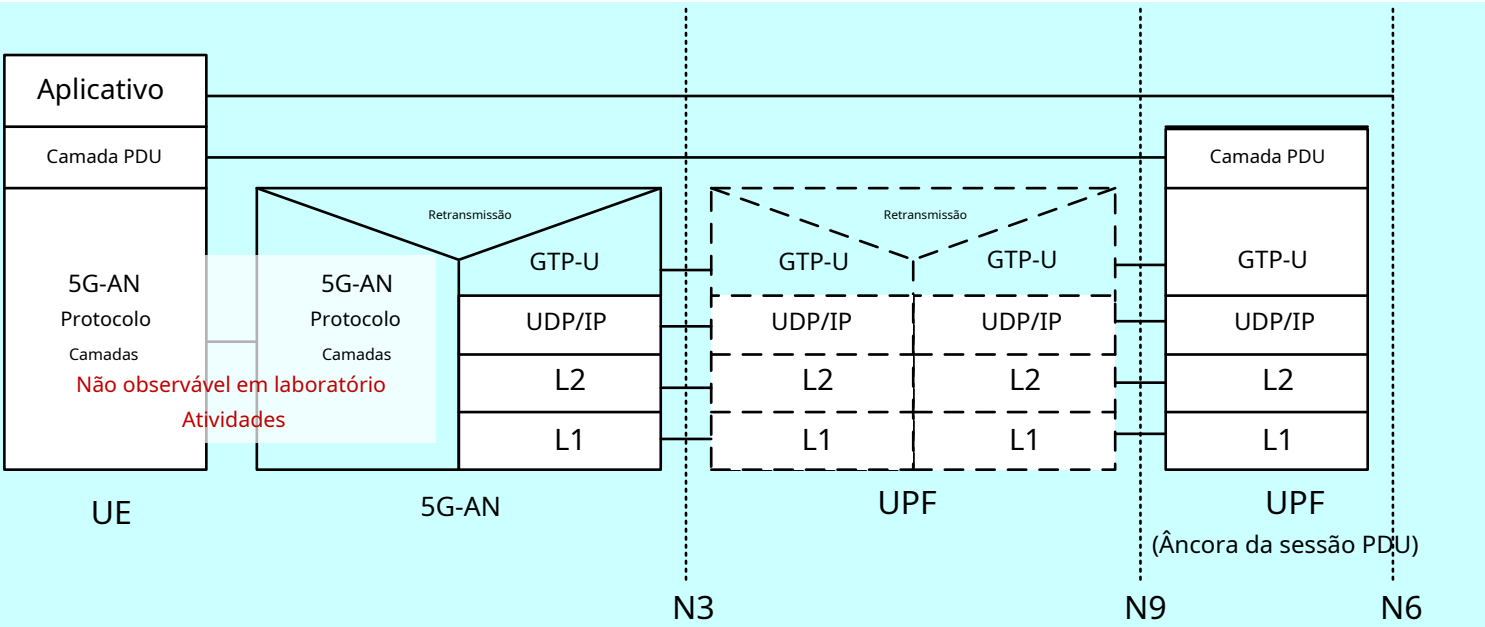 Aplicativo
Camada PDU
Camada PDU
Retransmissão
Retransmissão
GTP-U
GTP-U
GTP-U
GTP-U
5G-AN
Protocolo
Camadas
5G-AN
Protocolo
Camadas
Não observável em laboratório
Atividades
UDP/IP
UDP/IP
UDP/IP
UDP/IP
L2
L2
L2
L2
L1
L1
L1
L1
UE
5G-AN
UPF
UPF
(Âncora da sessão PDU)
N3
N9
N6